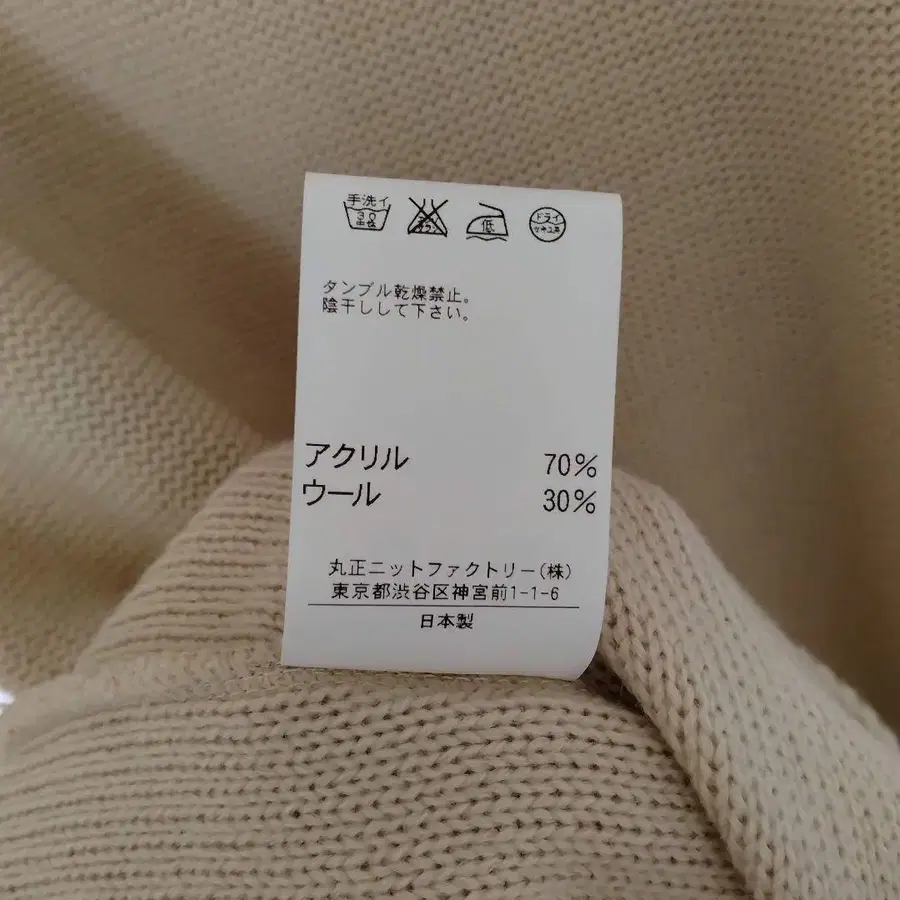 手洗イ
30
中性
低
ドライ
セキユ系
タンブル乾燥禁止。
陰干しして下さい。
アクリル 70%
ウール 30%
丸正ニットファクトリー(株)
東京都渋谷区神宮前1-1-6
日本製